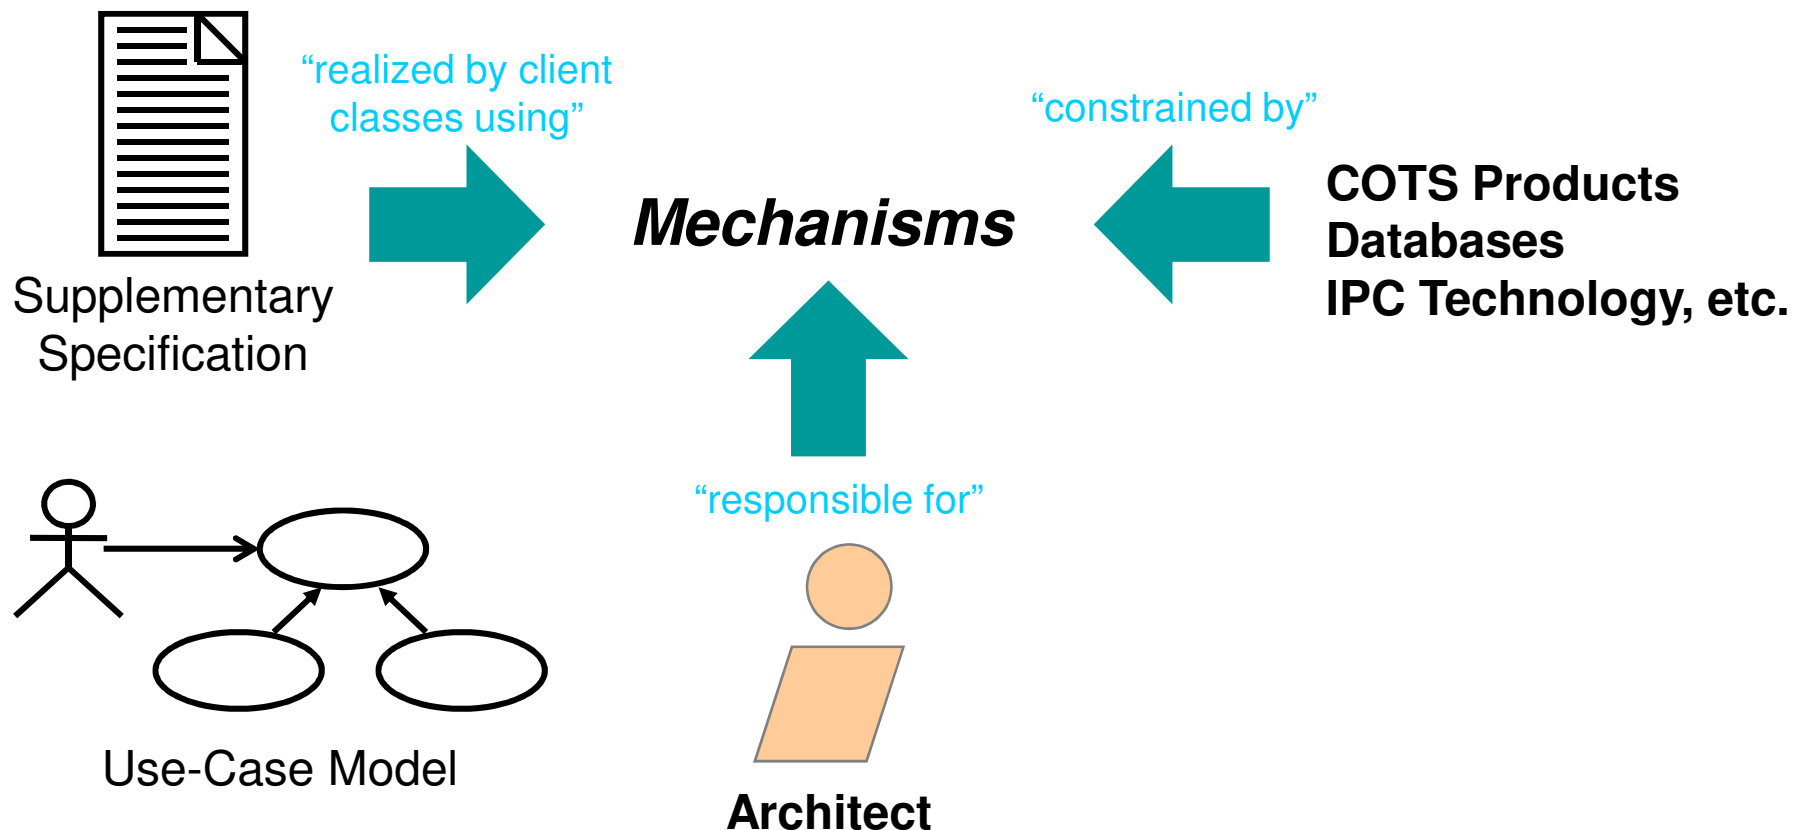 “realized by client
classes using”
“constrained by”
Mechanisms
COTS Products
Databases
IPC Technology, etc.
Supplementary
Specification
“responsible for”
Use-Case Model
Architect